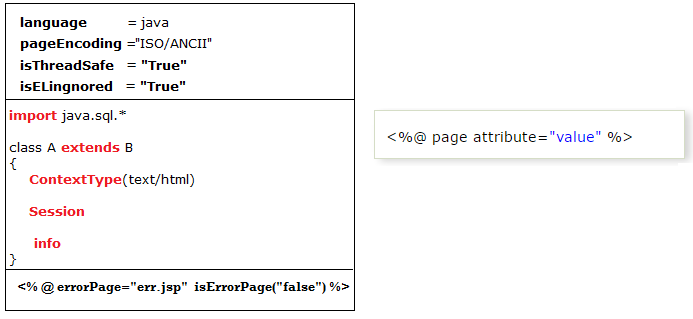 language = java
pageEncoding ="ISO/ANCII"
isThreadSafe = "True"
isELingnored = "True"
import java.sql.*
class A extends B
{
ContextType(text/html)
Session
info
}
<% @ errorPage="err.jsp" isErrorPage("false") %>
<%@ page attribute="value" %>